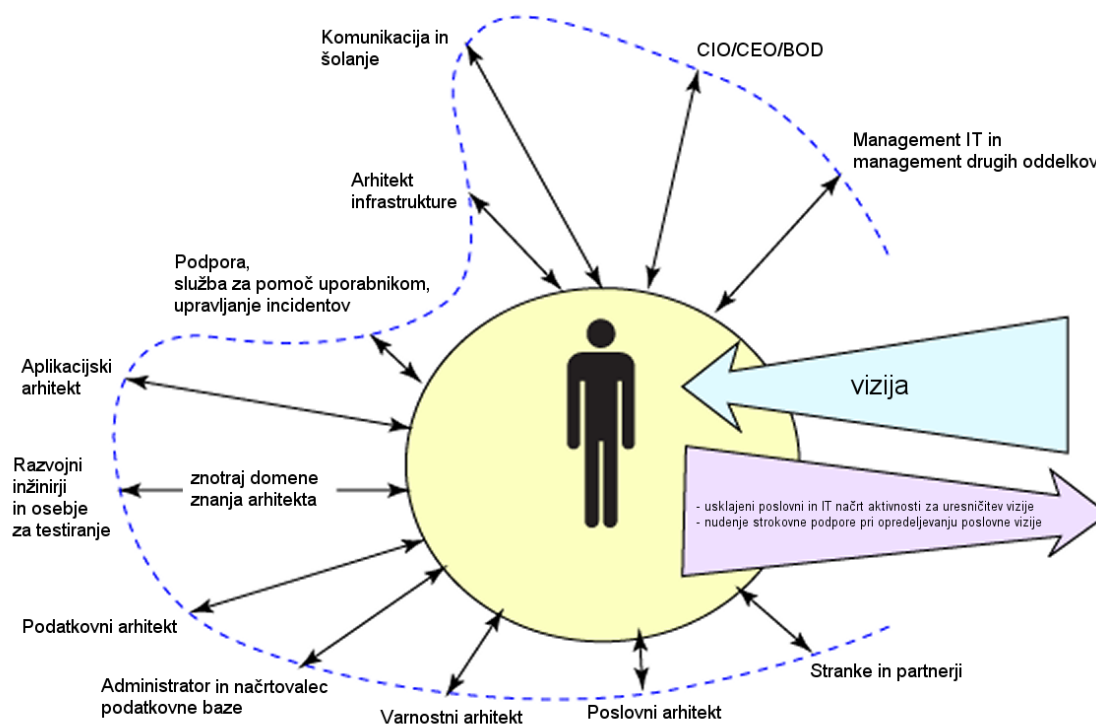 Komunikacija in
šolanje
CIO/CEO/BOD
Management IT in
management drugih oddelkov
Arhitekt
infrastrukture
Podpora,
služba za pomoč uporabnikom,
upravljanje incidentov
Aplikacijski
arhitekt
vizija
Razvojni
inžinirji
in osebje
za testiranje
znotraj domene
znanja arhitekta
- usklajeni poslovni in IT načrt aktivnosti za uresničitev vizije
- nudenje strokovne podpore pri opredeljevanju poslovne vizije
Podatkovni arhitekt
Administrator in načrtovalec
podatkovne baze
Varnostni arhitekt
Poslovni arhitekt
Stranke in partnerji